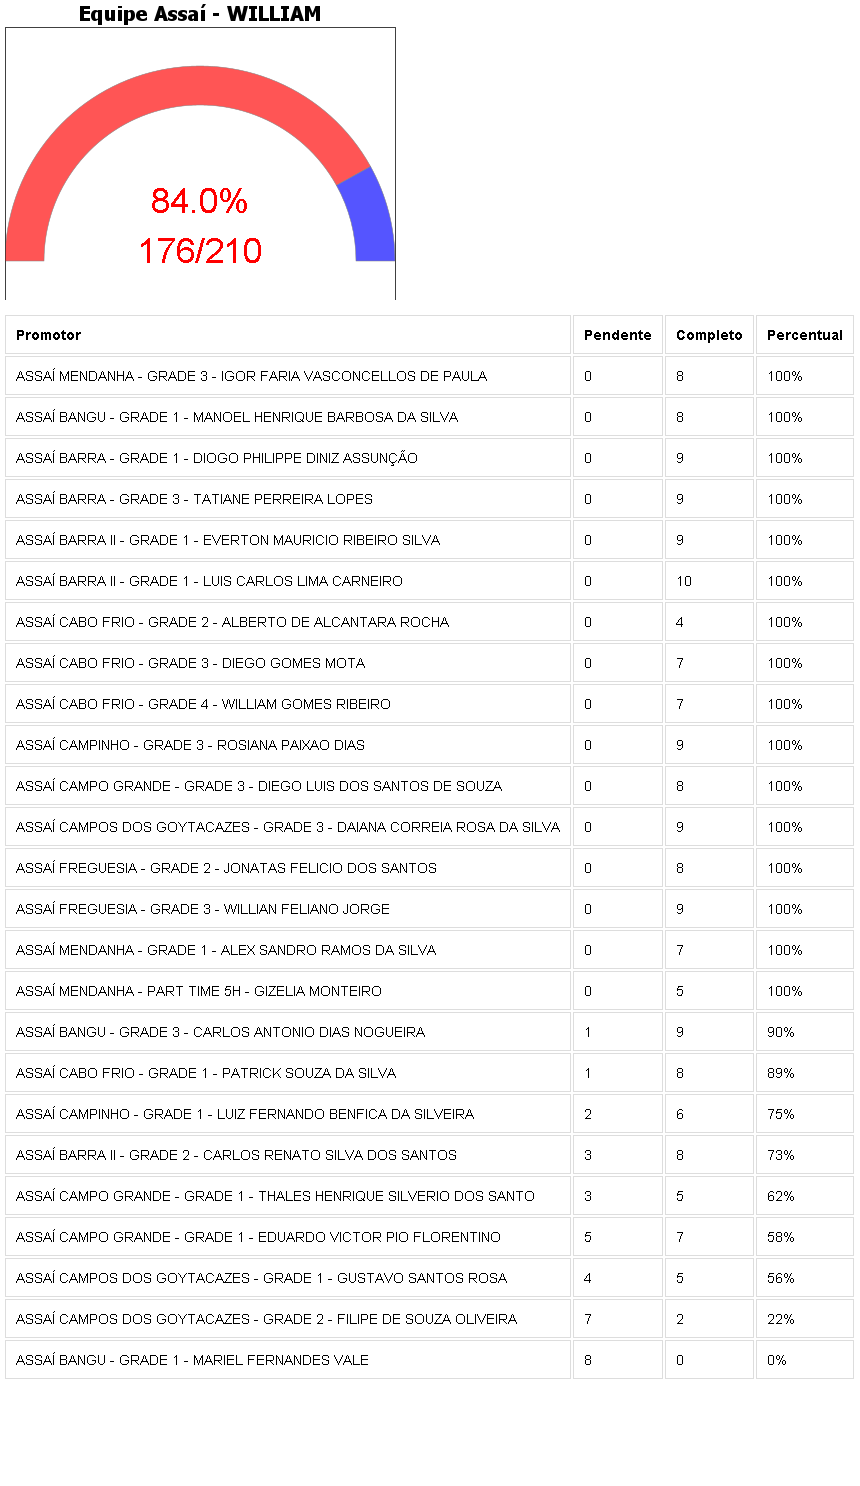 Equipe Assaí - WILLIAM
84.0%
176/210
Promotor Pendente Completo Percentual
ASSAÍ MENDANHA - GRADE 3 - IGOR FARIA VASCONCELLOS DE PAULA 0 8 100%
ASSAÍ BANGU - GRADE 1 - MANOEL HENRIQUE BARBOSA DA SILVA 0 8 100%
ASSAÍ BARRA - GRADE 1 - DIOGO PHILIPPE DINIZ ASSUNÇÃO 0 9 100%
ASSAÍ BARRA - GRADE 3 - TATIANE PERREIRA LOPES 0 9 100%
ASSAÍ BARRA II - GRADE 1 - EVERTON MAURICIO RIBEIRO SILVA 0 9 100%
ASSAÍ BARRA II - GRADE 1 - LUIS CARLOS LIMA CARNEIRO 0 10 100%
ASSAÍ CABO FRIO - GRADE 2 - ALBERTO DE ALCANTARA ROCHA 0 4 100%
ASSAÍ CABO FRIO - GRADE 3 - DIEGO GOMES MOTA 0 7 100%
ASSAÍ CABO FRIO - GRADE 4 - WILLIAM GOMES RIBEIRO 0 7 100%
ASSAÍ CAMPINHO - GRADE 3 - ROSIANA PAIXAO DIAS 0 9 100%
ASSAÍ CAMPO GRANDE - GRADE 3 - DIEGO LUIS DOS SANTOS DE SOUZA 0 8 100%
ASSAÍ CAMPOS DOS GOYTACAZES - GRADE 3 - DAIANA CORREIA ROSA DA SILVA 0 9 100%
ASSAÍ FREGUESIA - GRADE 2 - JONATAS FELICIO DOS SANTOS 0 8 100%
ASSAÍ FREGUESIA - GRADE 3 - WILLIAN FELIANO JORGE 0 9 100%
ASSAÍ MENDANHA - GRADE 1 - ALEX SANDRO RAMOS DA SILVA 0 7 100%
ASSAÍ MENDANHA - PART TIME 5H - GIZELIA MONTEIRO 0 5 100%
ASSAÍ BANGU - GRADE 3 - CARLOS ANTONIO DIAS NOGUEIRA 1 9 90%
ASSAÍ CABO FRIO - GRADE 1 - PATRICK SOUZA DA SILVA 1 8 89%
ASSAÍ CAMPINHO - GRADE 1 - LUIZ FERNANDO BENFICA DA SILVEIRA 2 6 75%
ASSAÍ BARRA II - GRADE 2 - CARLOS RENATO SILVA DOS SANTOS 3 8 73%
ASSAÍ CAMPO GRANDE - GRADE 1 - THALES HENRIQUE SILVERIO DOS SANTO 3 5 62%
ASSAÍ CAMPO GRANDE - GRADE 1 - EDUARDO VICTOR PIO FLORENTINO 5 7 58%
ASSAÍ CAMPOS DOS GOYTACAZES - GRADE 1 - GUSTAVO SANTOS ROSA 4 5 56%
ASSAÍ CAMPOS DOS GOYTACAZES - GRADE 2 - FILIPE DE SOUZA OLIVEIRA 7 2 22%
ASSAÍ BANGU - GRADE 1 - MARIEL FERNANDES VALE 8 0 0%